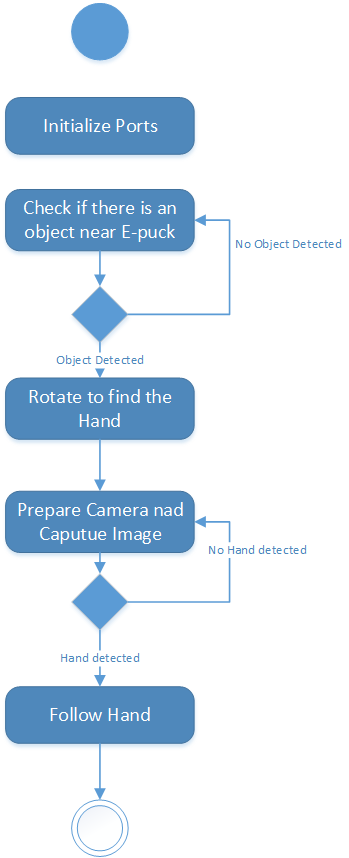 Initialize Ports
Check if there is an
object near E-puck
No Object Detected
Object Detected
Rotate to find the
Hand
Prepare Camera nad
Caputue Image
No Hand detected
Hand detected
Follow Hand